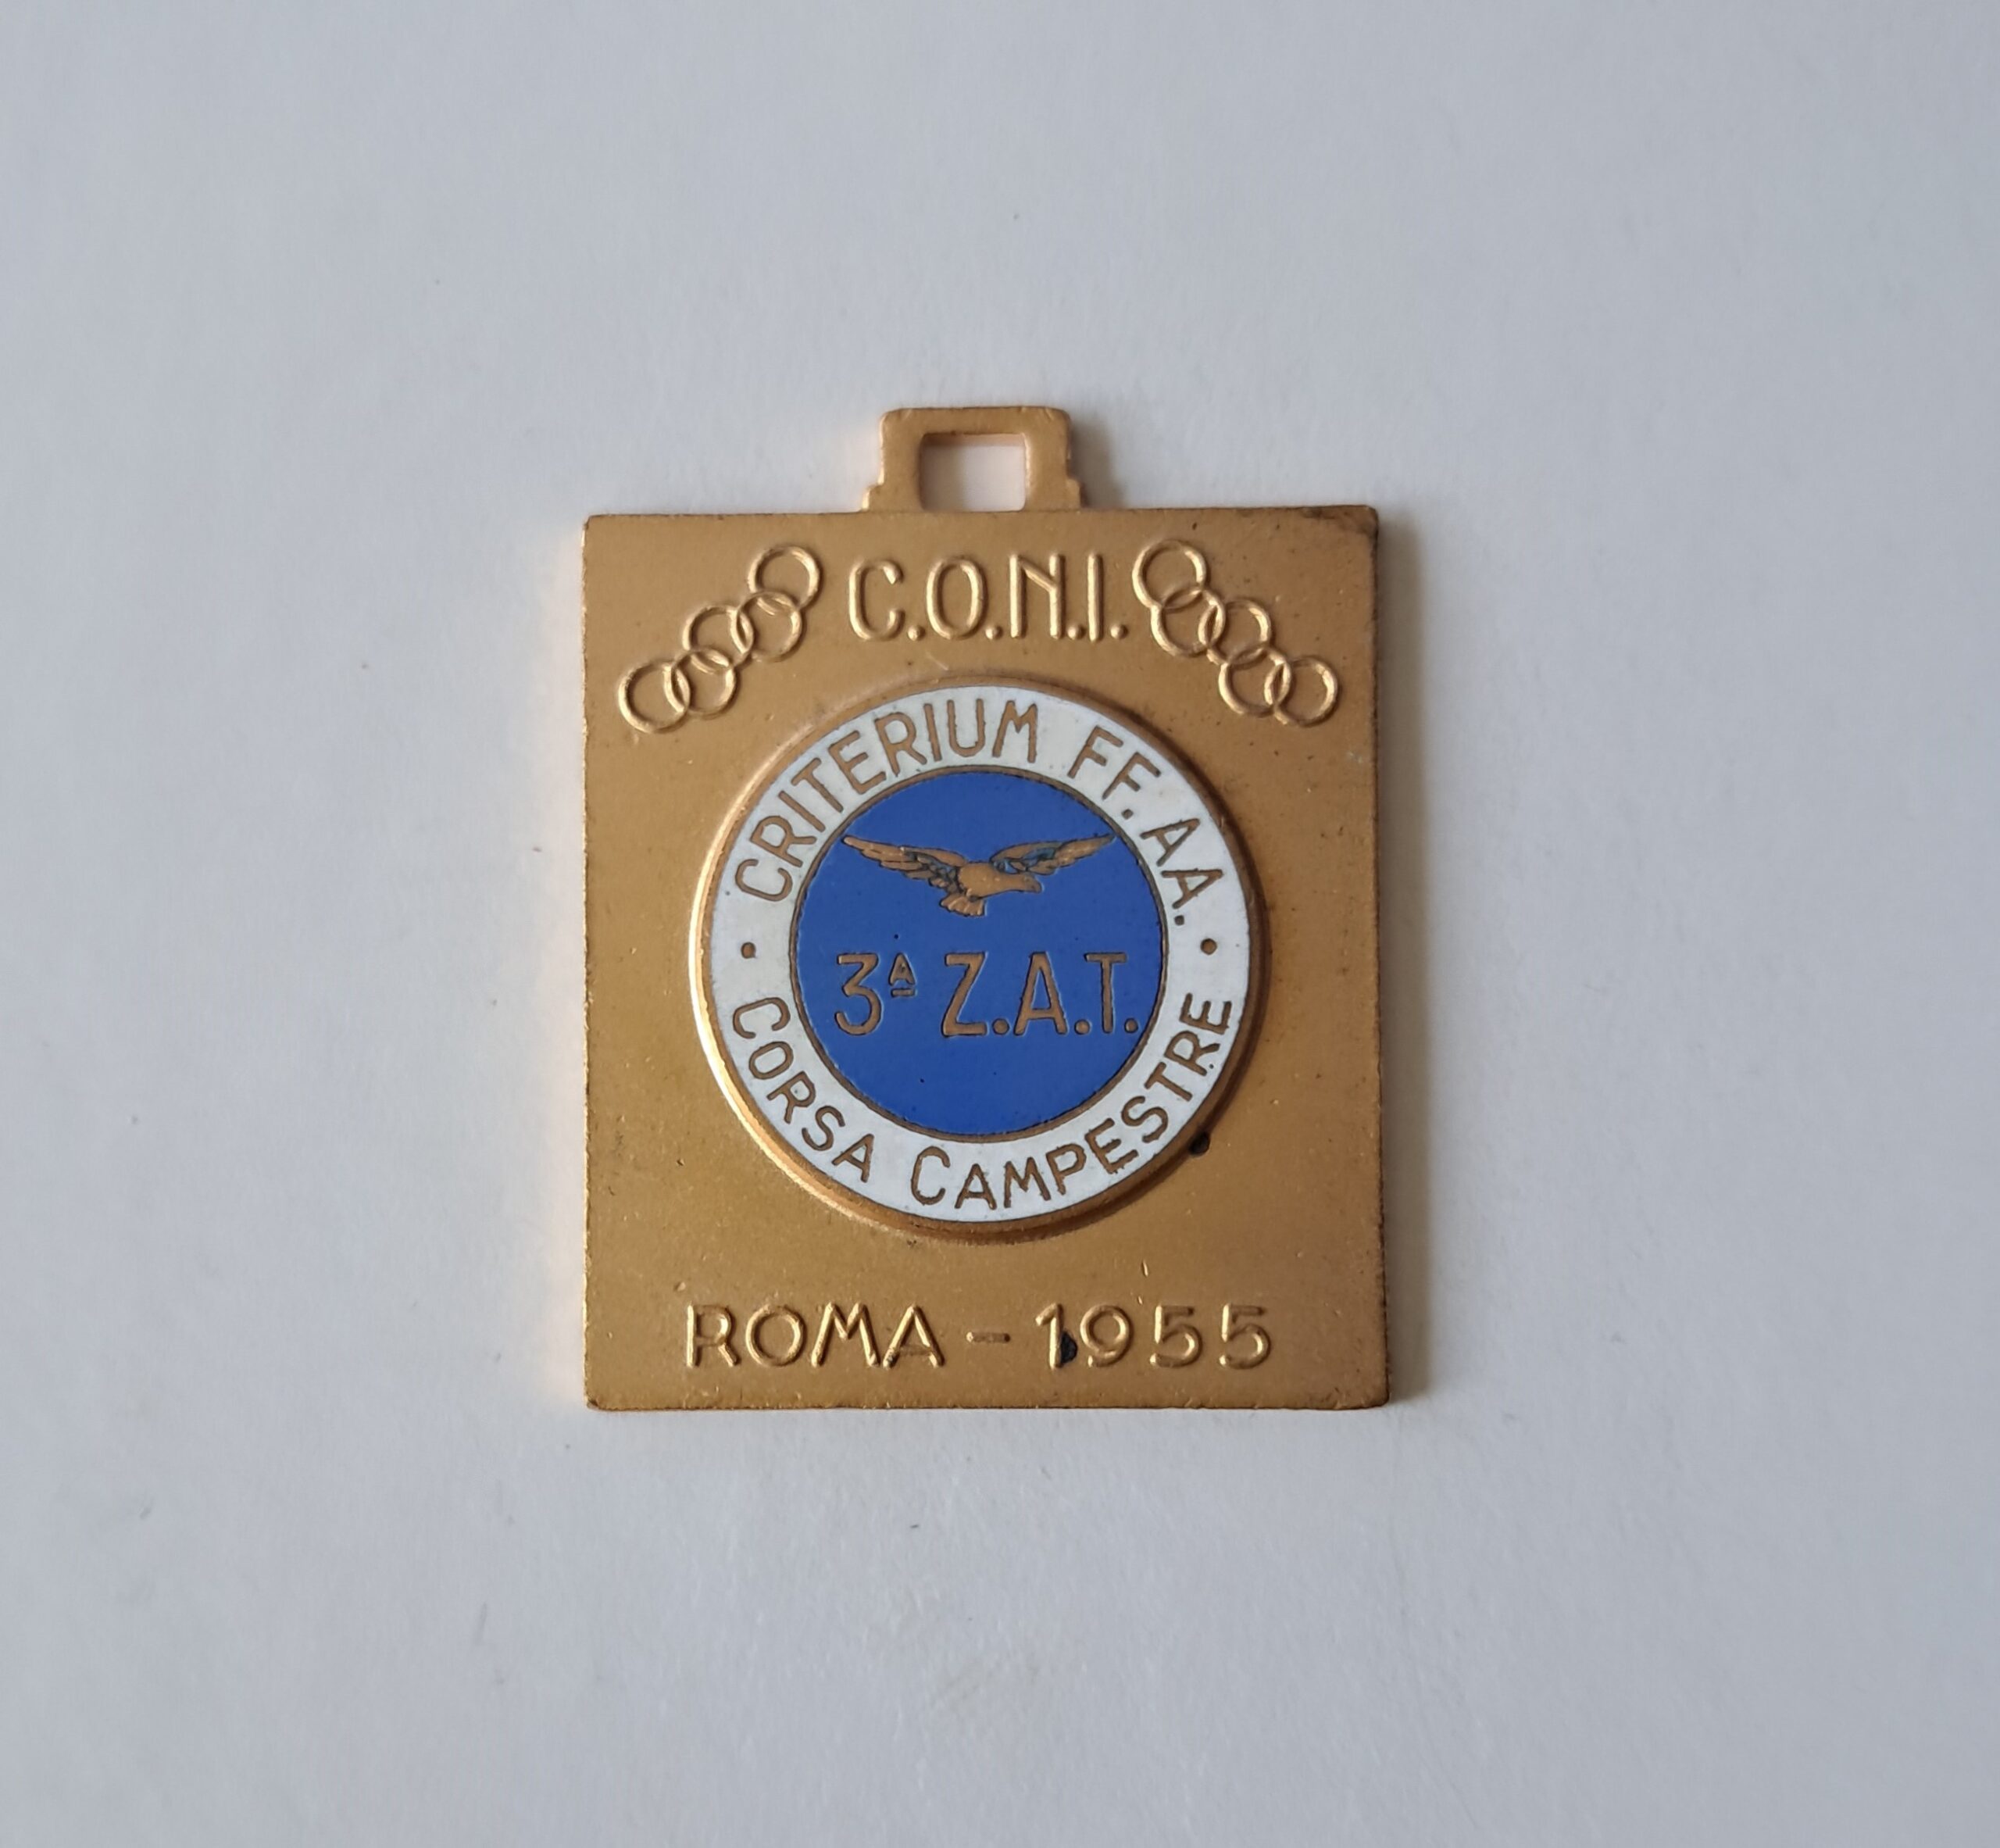 C.O.N.I.
CRITERIUM FF. AA.
3ª Z.A.T.
CORSA CAMPESTRE
ROMA - 1955